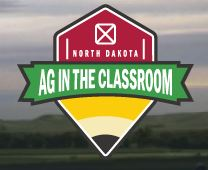 NORTH DAKOTA
AG IN THE CLASSROOM